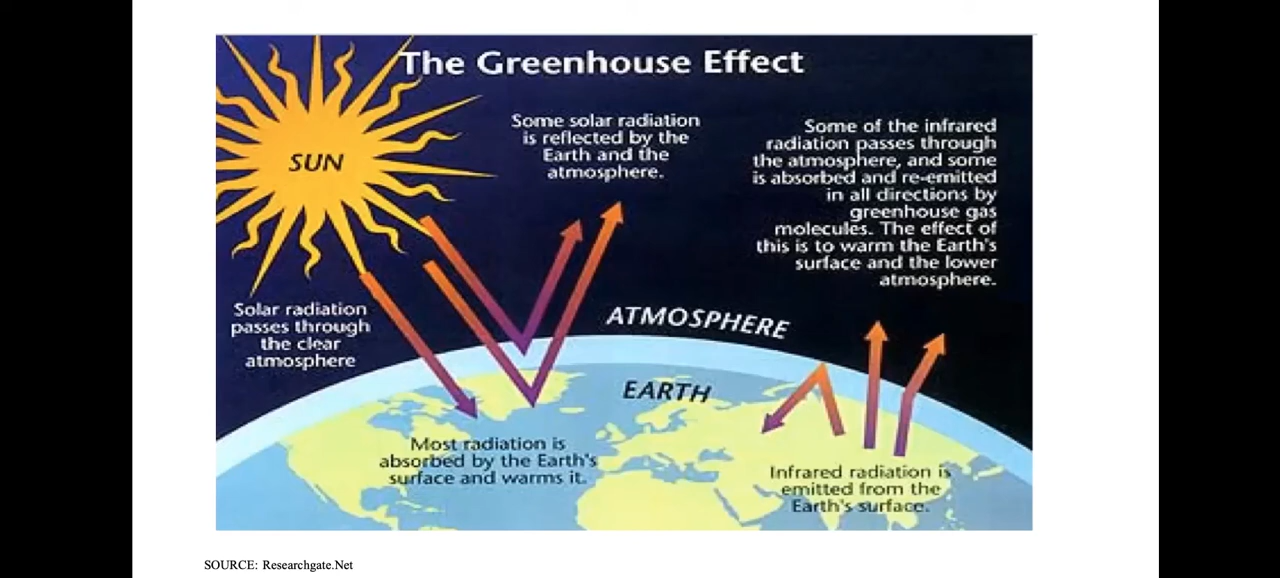 The Greenhouse Effect
SUN
Some solar radiation
is reflected by the
Earth and the
atmosphere.
Some of the infrared
radiation passes through
the atmosphere, and some
is absorbed and re-emitted
in all directions by
greenhouse gas
molecules. The effect of
this is to warm the Earth's
surface and the lower
atmosphere.
Solar radiation
passes through
the clear
atmosphere
ATMOSPHERE
EARTH
Most radiation is
absorbed by the Earth's
surface and warms it.
Infrared radiation is
emitted from the
Earth's surface.
SOURCE: Researchgate.Net